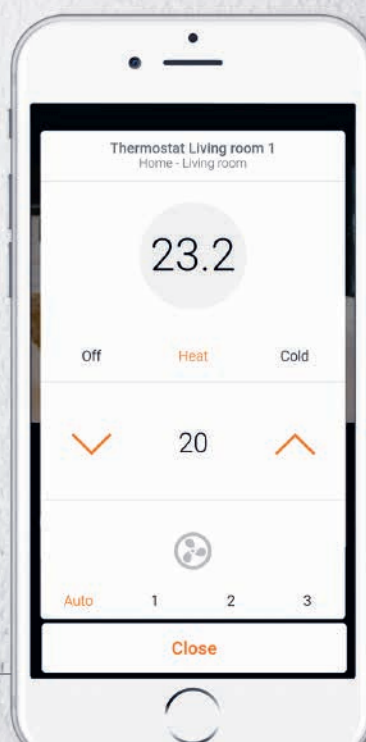 Thermostat Living room 1
Home - Living room
23.2
Off Heat Cold
20
Auto 1 2 3
Close